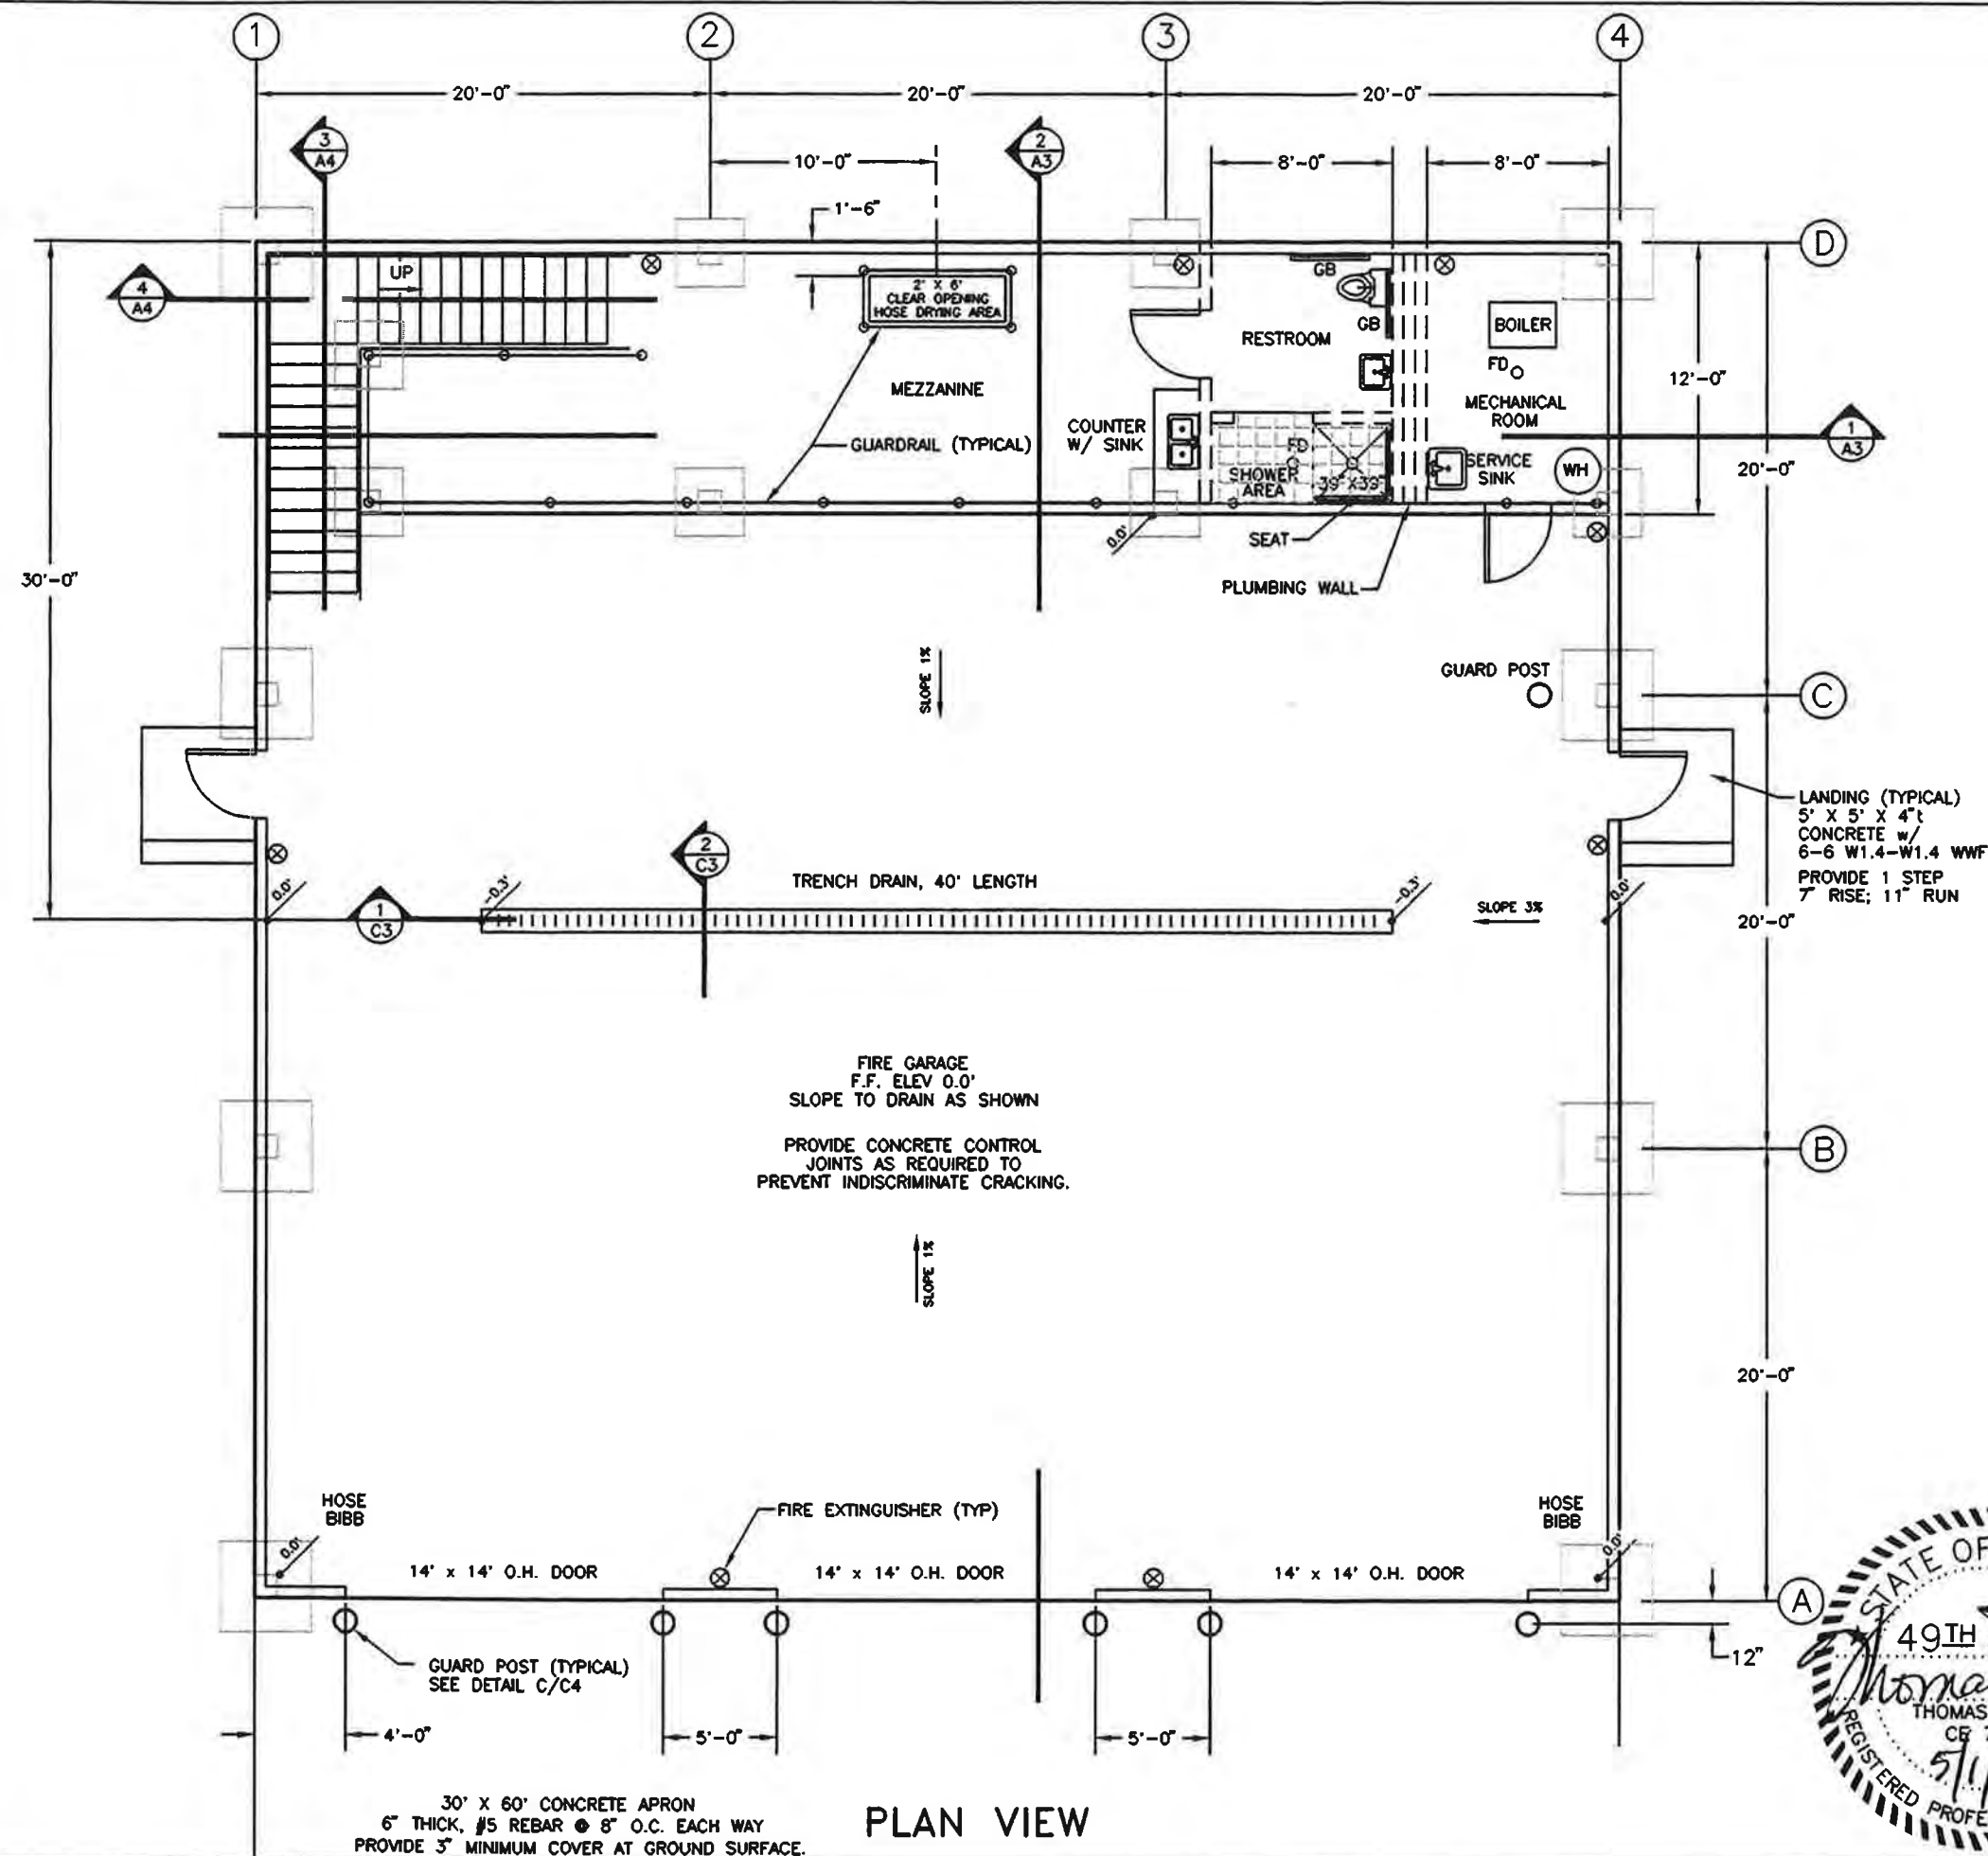 1
2
3
4
20'-0"
20'-0"
20'-0"
3
A4
2
A3
10'-0"
8'-0"
8'-0"
1'-6"
D
4
A4
UP
2' X 6'
CLEAR OPENING
HOSE DRYING AREA
GB
GB
RESTROOM
BOILER
FD
MECHANICAL
ROOM
12'-0"
MEZZANINE
COUNTER
W/ SINK
GUARDRAIL (TYPICAL)
1
A3
20'-0"
FD
SHOWER
AREA
39"X39"
SERVICE
SINK
WH
0.0'
SEAT
PLUMBING WALL
30'-0"
SLOPE 1%
GUARD POST
C
LANDING (TYPICAL)
5' X 5' X 4"t
CONCRETE w/
6-6 W1.4-W1.4 WWF
PROVIDE 1 STEP
7" RISE; 11" RUN
2
C3
TRENCH DRAIN, 40' LENGTH
0.0'
1
C3
-0.3'
-0.3'
SLOPE 3%
0.0'
20'-0"
FIRE GARAGE
F.F. ELEV 0.0'
SLOPE TO DRAIN AS SHOWN
PROVIDE CONCRETE CONTROL
JOINTS AS REQUIRED TO
PREVENT INDISCRIMINATE CRACKING.
B
SLOPE 1%
20'-0"
HOSE
BIBB
0.0'
FIRE EXTINGUISHER (TYP)
HOSE
BIBB
0.0'
14' x 14' O.H. DOOR
14' x 14' O.H. DOOR
14' x 14' O.H. DOOR
A
12"
GUARD POST (TYPICAL)
SEE DETAIL C/C4
4'-0"
5'-0"
5'-0"
30' X 60' CONCRETE APRON
6" THICK, #5 REBAR @ 8" O.C. EACH WAY
PROVIDE 3" MINIMUM COVER AT GROUND SURFACE.
PLAN VIEW
STATE OF
49TH
THOMAS
CE
REGISTERED PROFE